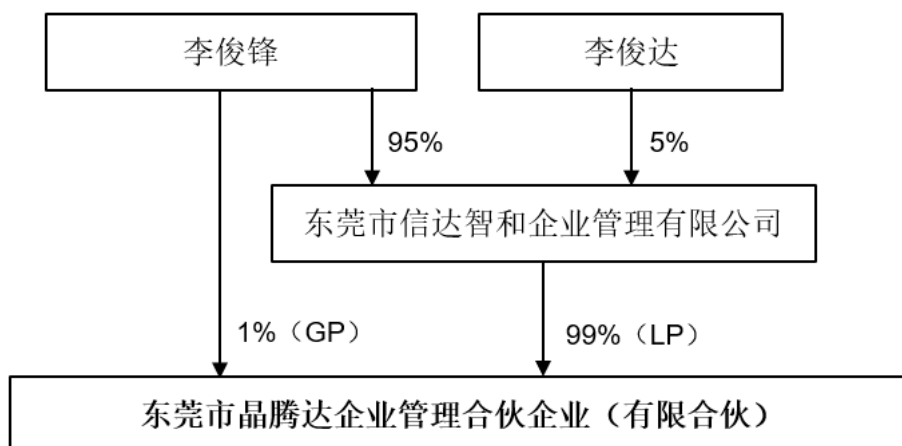 李俊锋
李俊达
95%
5%
东莞市信达智和企业管理有限公司
1%（GP）
99%（LP）
东莞市晶腾达企业管理合伙企业（有限合伙）